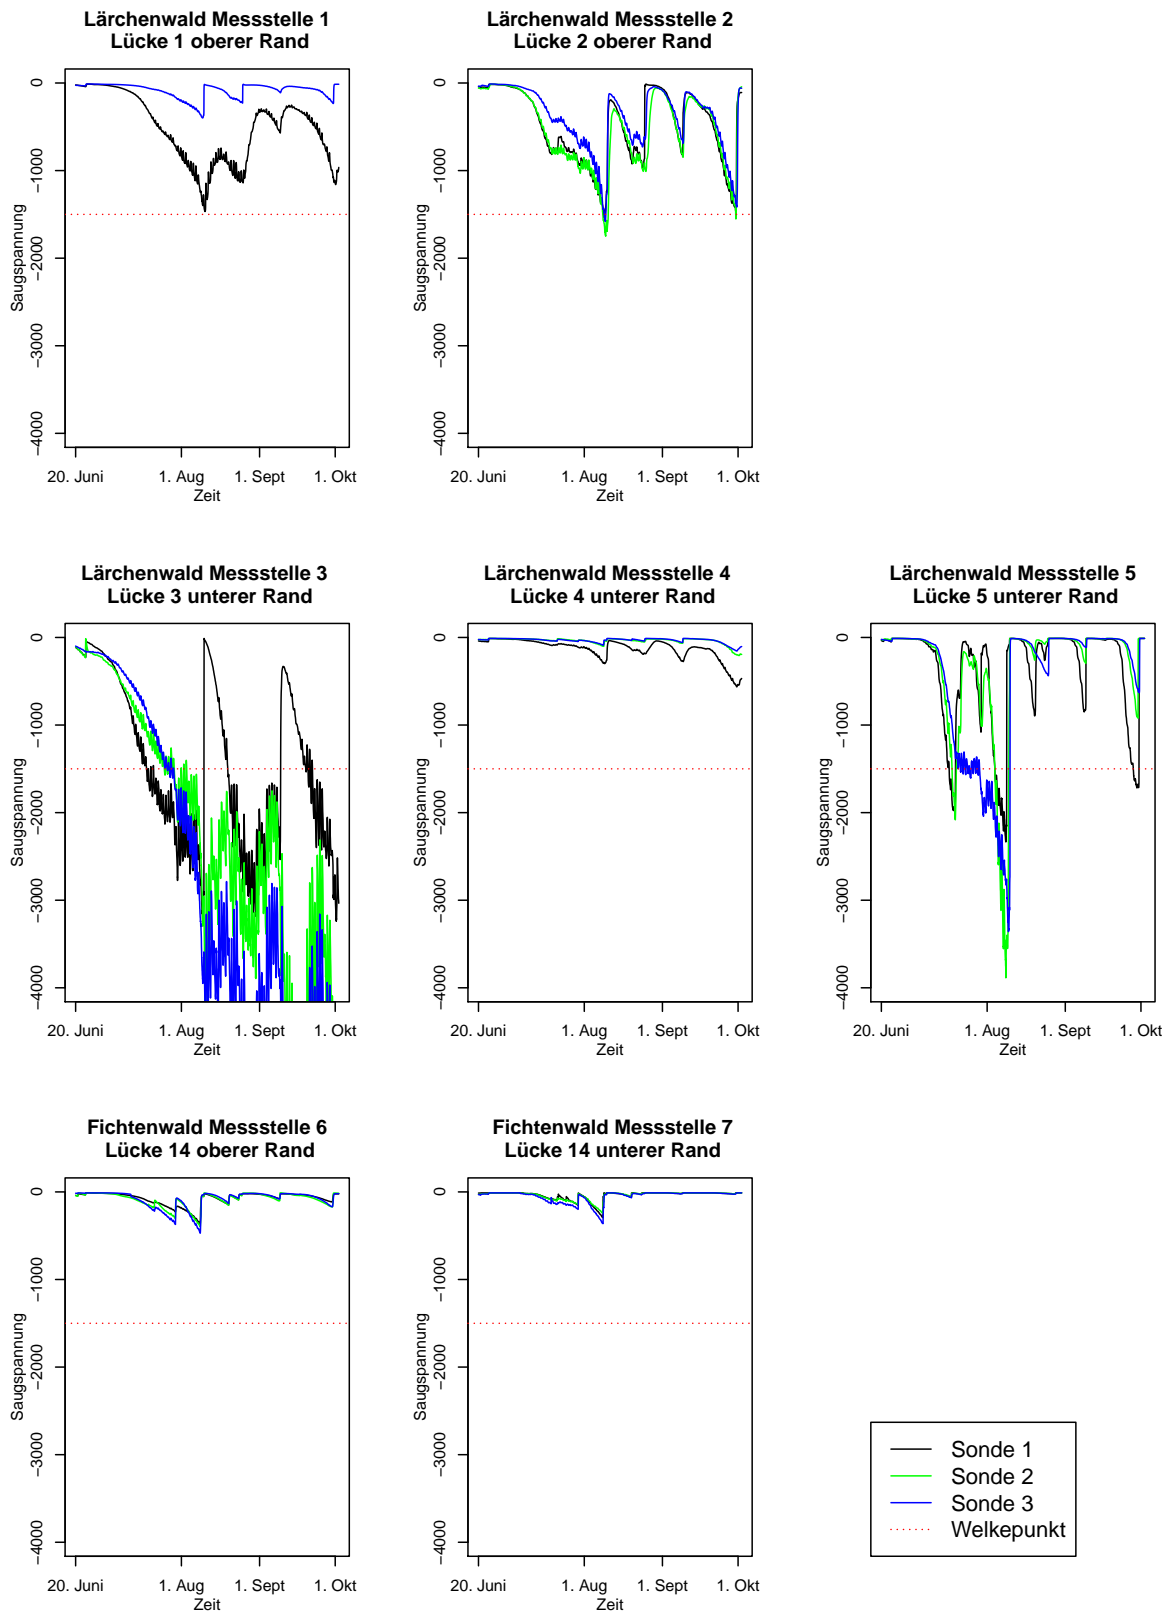 Lärchenwald Messstelle 1
Lücke 1 oberer Rand
Saugspannung
0
−1000
−2000
−3000
−4000
20. Juni
1. Aug
1. Sept
1. Okt
Zeit
Lärchenwald Messstelle 2
Lücke 2 oberer Rand
Saugspannung
0
−1000
−2000
−3000
−4000
20. Juni
1. Aug
1. Sept
1. Okt
Zeit
Lärchenwald Messstelle 3
Lücke 3 unterer Rand
Saugspannung
0
−1000
−2000
−3000
−4000
20. Juni
1. Aug
1. Sept
1. Okt
Zeit
Lärchenwald Messstelle 4
Lücke 4 unterer Rand
Saugspannung
0
−1000
−2000
−3000
−4000
20. Juni
1. Aug
1. Sept
1. Okt
Zeit
Lärchenwald Messstelle 5
Lücke 5 unterer Rand
Saugspannung
0
−1000
−2000
−3000
−4000
20. Juni
1. Aug
1. Sept
1. Okt
Zeit
Fichtenwald Messstelle 6
Lücke 14 oberer Rand
Saugspannung
0
−1000
−2000
−3000
−4000
20. Juni
1. Aug
1. Sept
1. Okt
Zeit
Fichtenwald Messstelle 7
Lücke 14 unterer Rand
Saugspannung
0
−1000
−2000
−3000
−4000
20. Juni
1. Aug
1. Sept
1. Okt
Zeit
Sonde 1
Sonde 2
Sonde 3
Welkepunkt